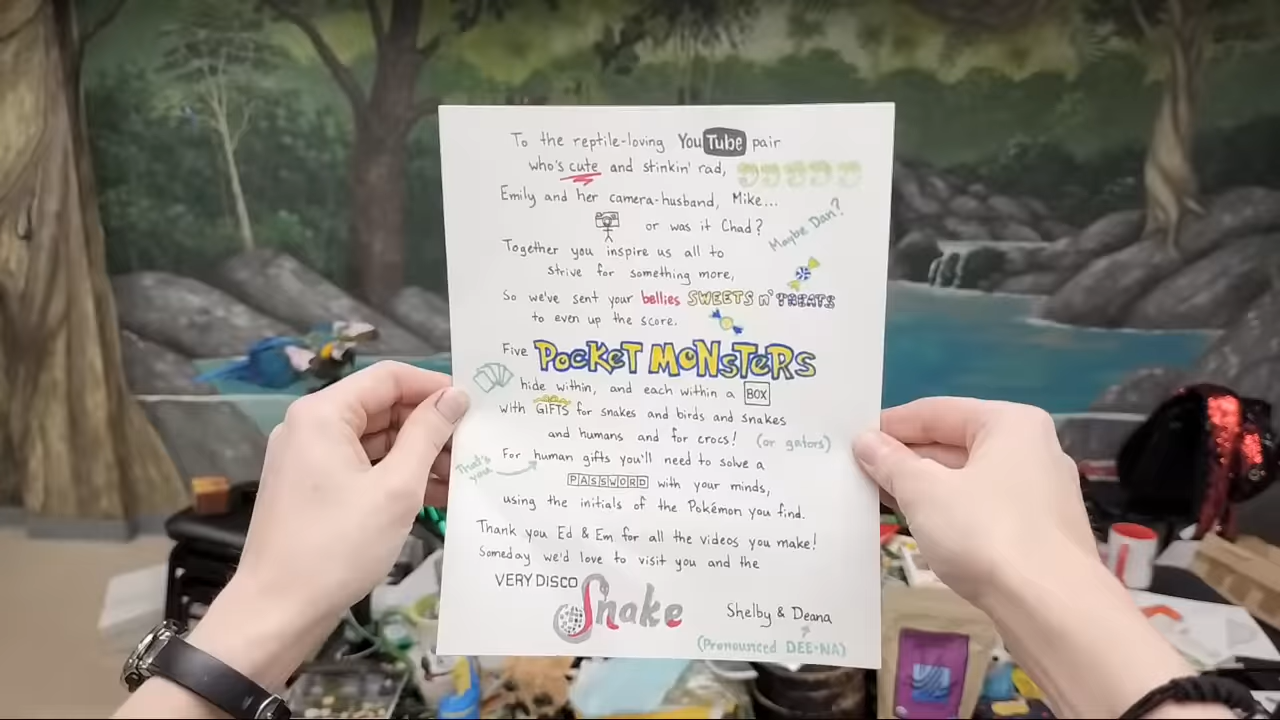 To the reptile-loving YouTube pair
who's cute and stinkin' rad,
Emily and her camera-husband, Mike...
or was it Chad?
Maybe Dan?
Together you inspire us all to
strive for something more,
So we've sent your bellies SWEETS n' TREATS
to even up the score.
Five POCKET MONSTERS
hide within, and each within a BOX
with GIFTS for snakes and birds and snakes
and humans and for crocs! (or gators)
That's you
For human gifts you'll need to solve a
PASSWORD with your minds,
using the initials of the Pokémon you find.
Thank you Ed & Em for all the videos you make!
Someday we'd love to visit you and the
VERY DISCO Snake
Shelby & Deana
(Pronounced DEE•NA)